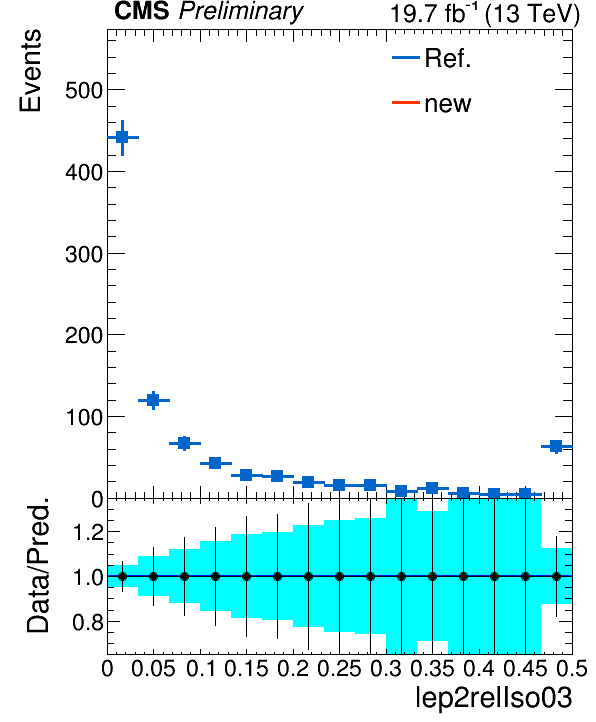 CMS Preliminary 19.7 fb⁻¹ (13 TeV)
Events
Ref.
new
500
400
300
200
100
0
Data/Pred.
1.2
1.0
0.8
0 0.05 0.1 0.15 0.2 0.25 0.3 0.35 0.4 0.45 0.5
lep2relIso03